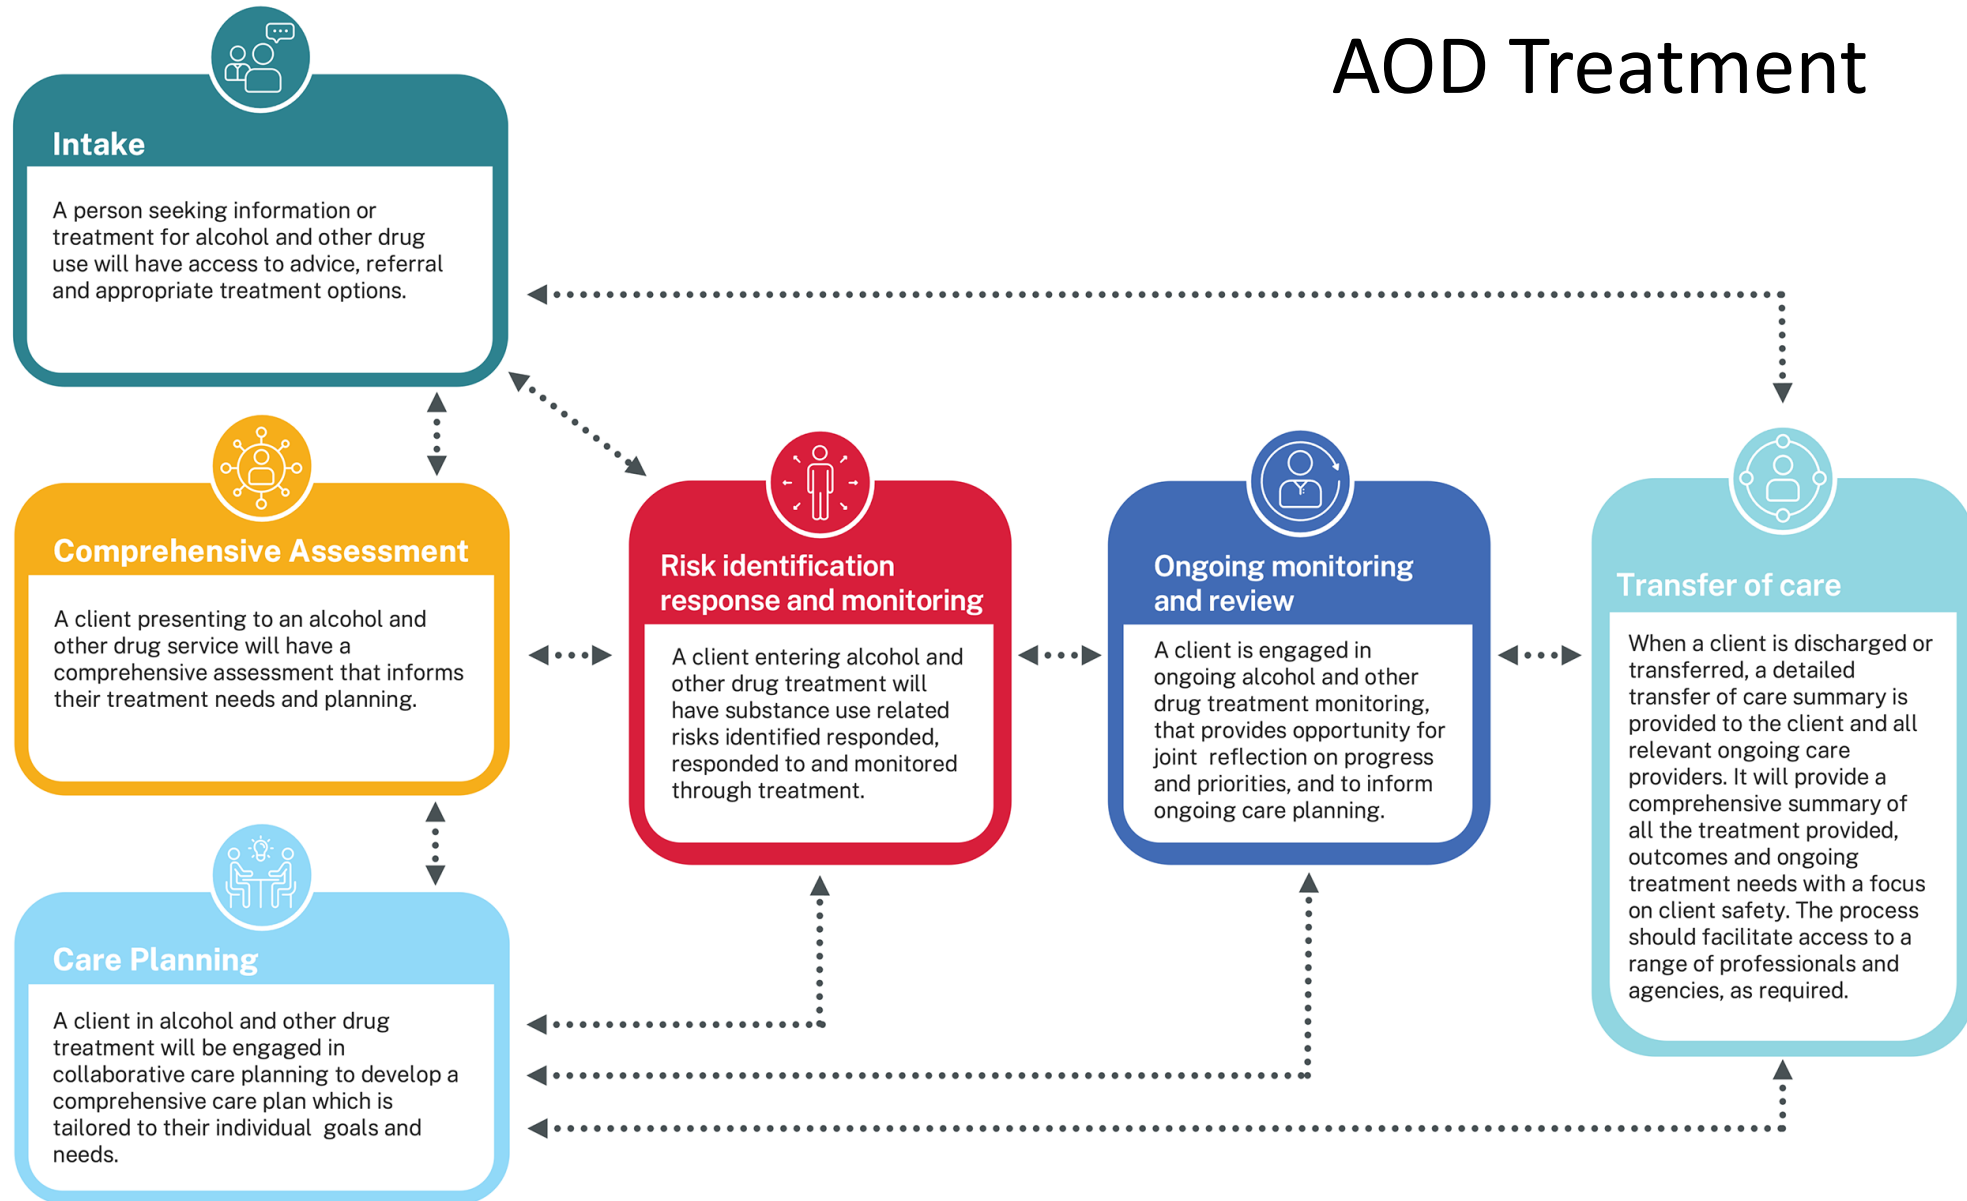 AOD Treatment
Intake
A person seeking information or
treatment for alcohol and other drug
use will have access to advice, referral
and appropriate treatment options.
Comprehensive Assessment
A client presenting to an alcohol and
other drug service will have a
comprehensive assessment that informs
their treatment needs and planning.
Care Planning
A client in alcohol and other drug
treatment will be engaged in
collaborative care planning to develop a
comprehensive care plan which is
tailored to their individual goals and
needs.
Risk identification
response and monitoring
A client entering alcohol and
other drug treatment will
have substance use related
risks identified responded,
responded to and monitored
through treatment.
Ongoing monitoring
and review
A client is engaged in
ongoing alcohol and other
drug treatment monitoring,
that provides opportunity for
joint reflection on progress
and priorities, and to inform
ongoing care planning.
Transfer of care
When a client is discharged or
transferred, a detailed
transfer of care summary is
provided to the client and all
relevant ongoing care
providers. It will provide a
comprehensive summary of
all the treatment provided,
outcomes and ongoing
treatment needs with a focus
on client safety. The process
should facilitate access to a
range of professionals and
agencies, as required.